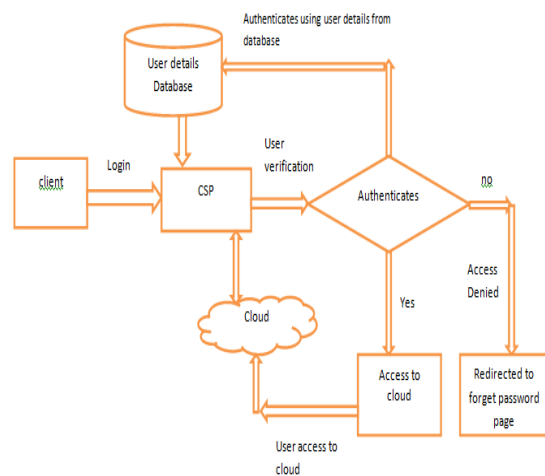 Authenticates using user details from
database
User details
Database
User
verification
Login
client
CSP
Authenticates
no
Access
Denied
Yes
Cloud
Access to
cloud
Redirected to
forget password
page
User access to
cloud